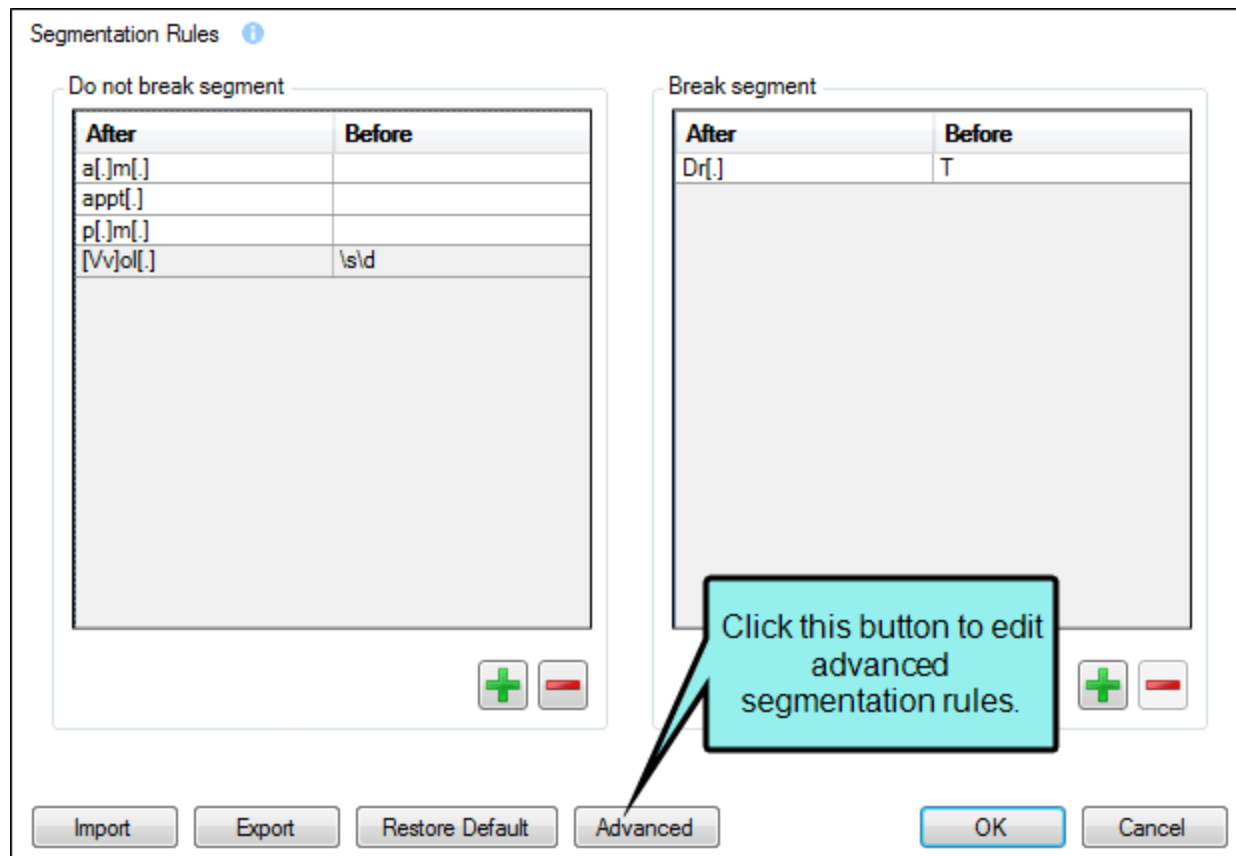 Segmentation Rules
Do not break segment
After Before
a[.]m[.]
appt[.]
p[.]m[.]
[Vv]ol[.] \s\d
Break segment
After Before
Dr[.] T
Click this button to edit
advanced
segmentation rules.
Import Export Restore Default Advanced OK Cancel